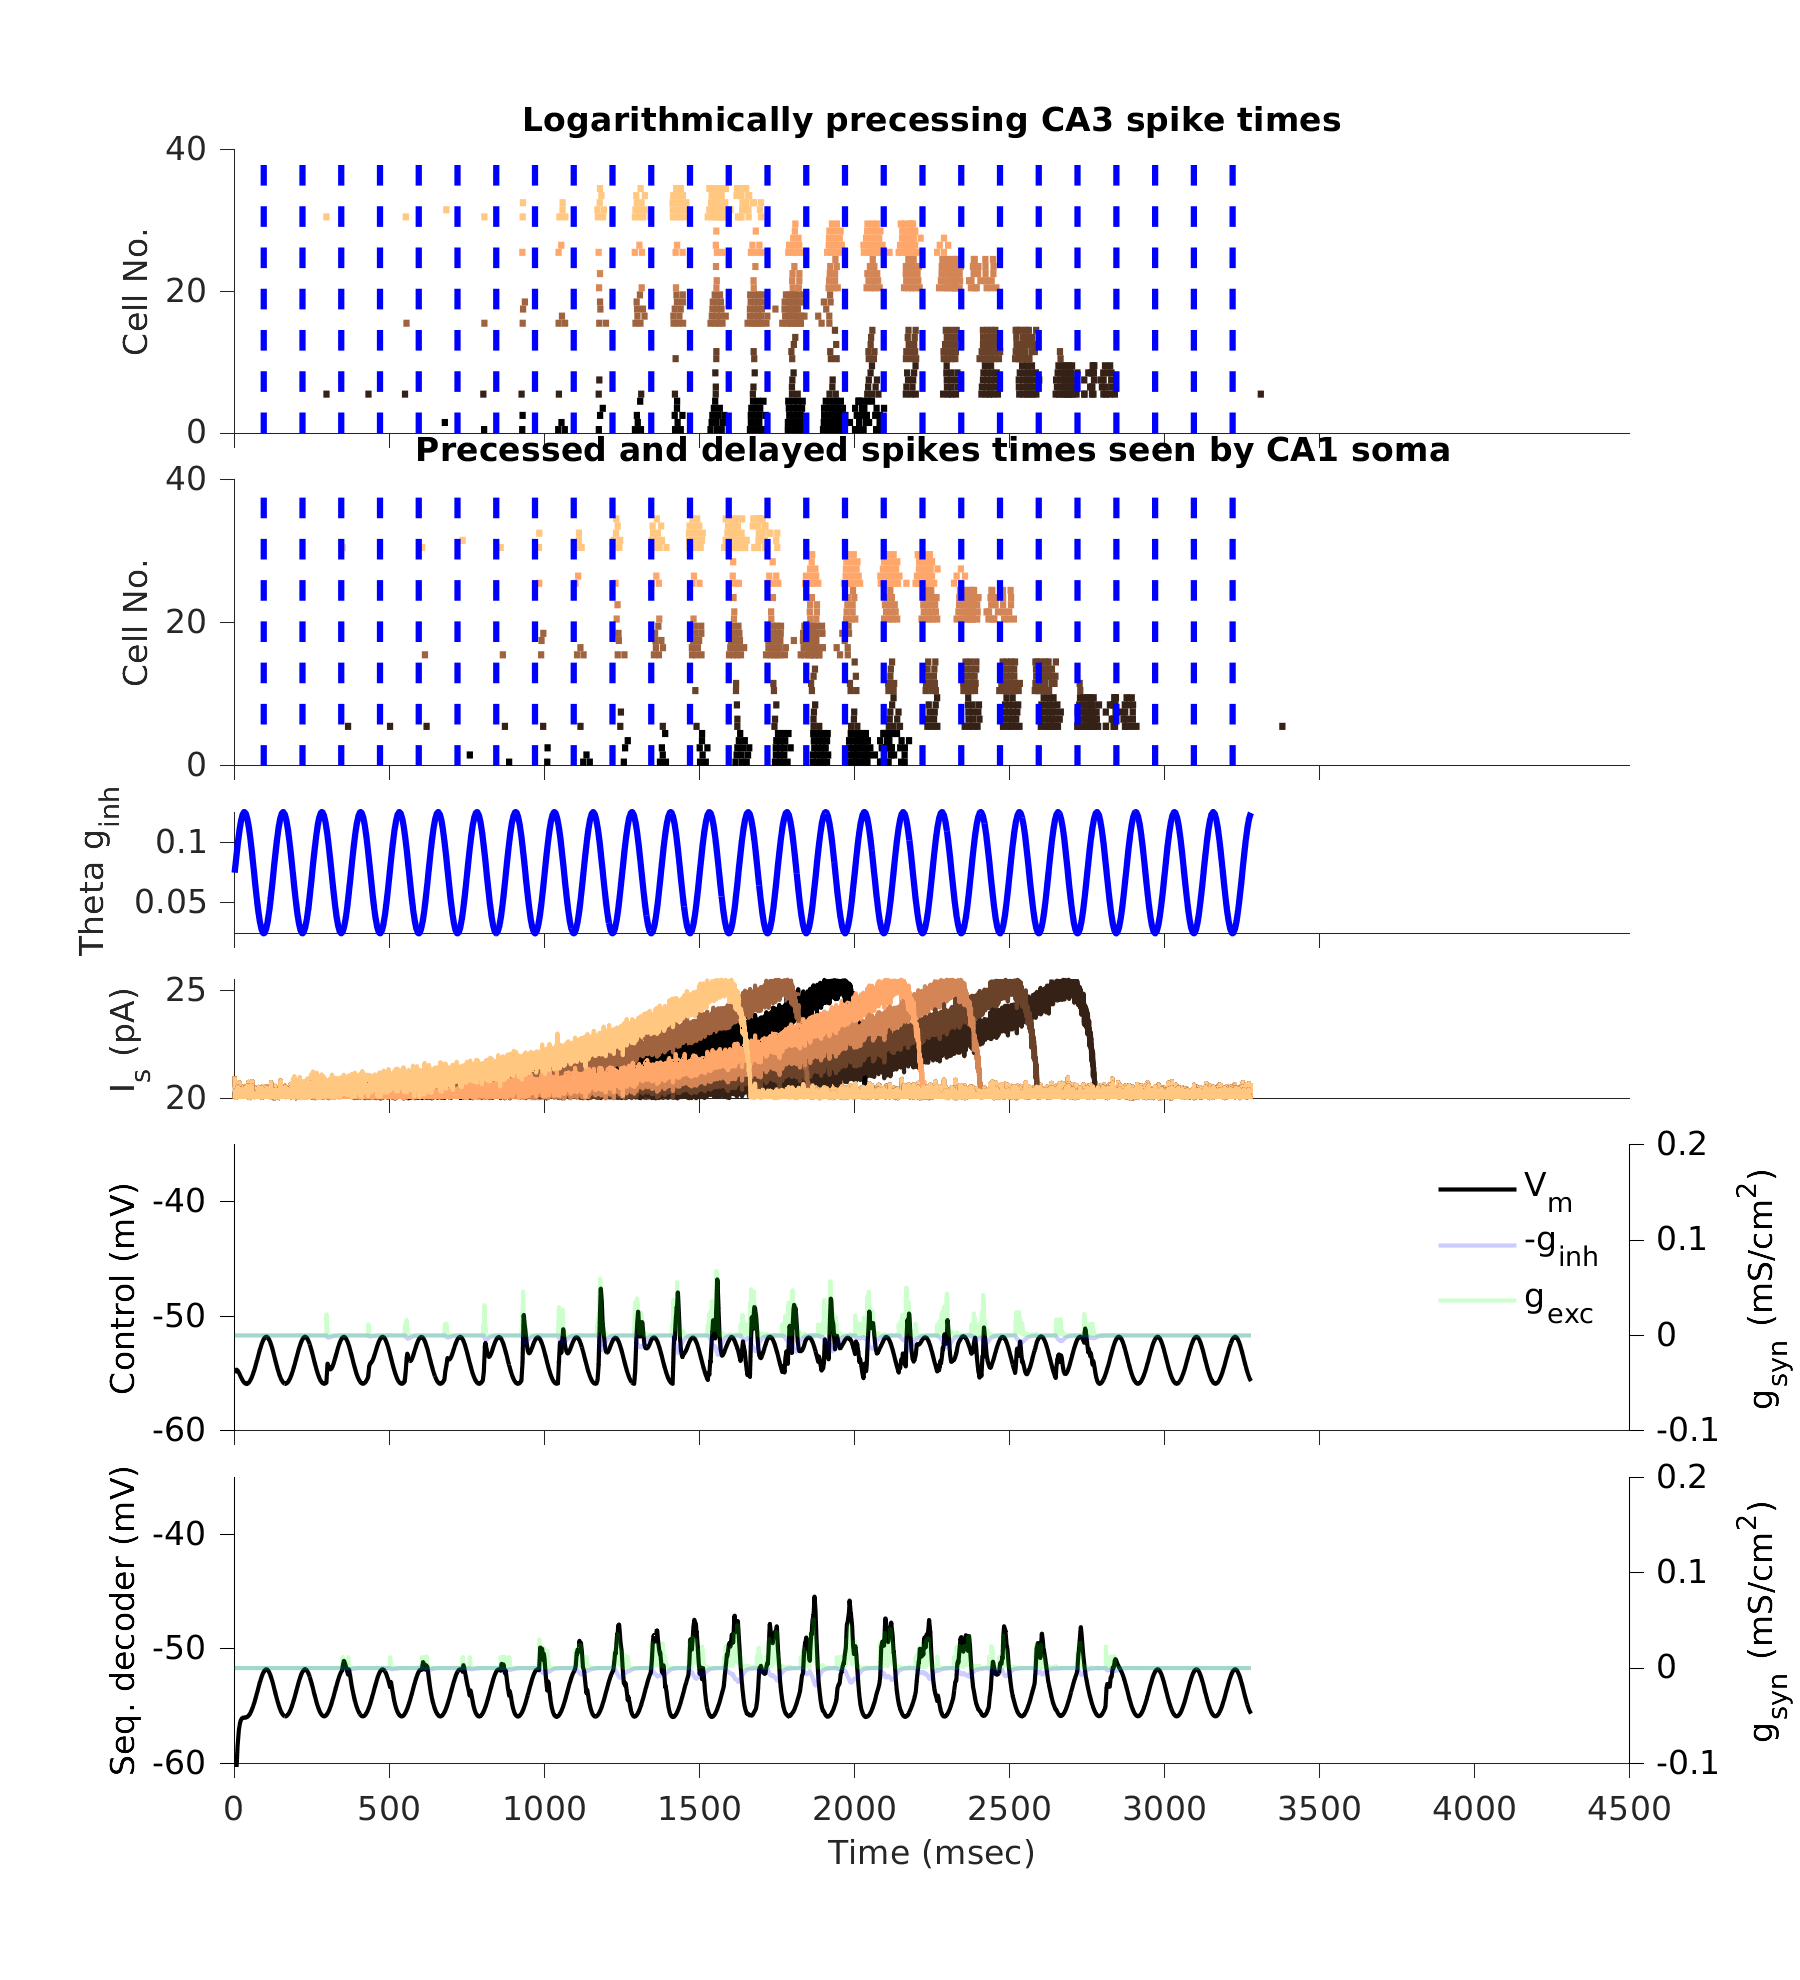 Logarithmically precessing CA3 spike times
40
20
0
Cell No.
Precessed and delayed spikes times seen by CA1 soma
40
20
0
Cell No.
0.1
0.05
Theta g_inh
25
20
I_s (pA)
-40
-50
-60
Control (mV)
V_m
-g_inh
g_exc
0.2
0.1
0
-0.1
g_syn (mS/cm^2)
-40
-50
-60
Seq. decoder (mV)
0.2
0.1
0
-0.1
g_syn (mS/cm^2)
0 500 1000 1500 2000 2500 3000 3500 4000 4500
Time (msec)